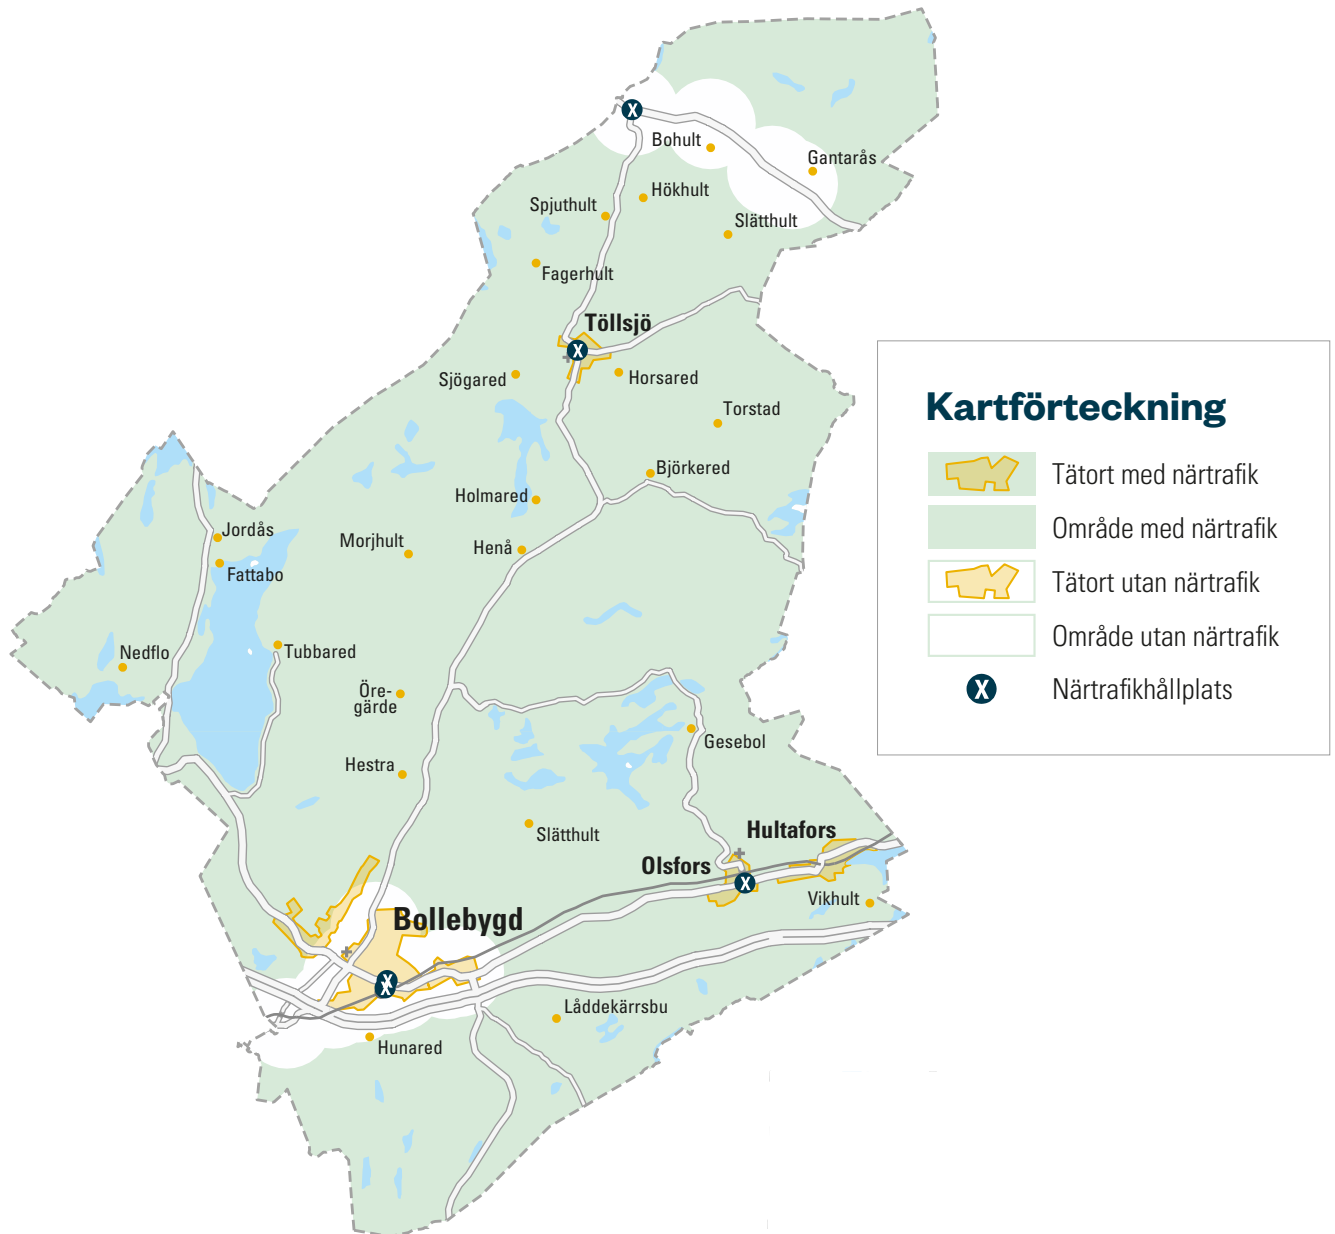 Bohult
Gantarås
Hökhult
Spjuthult
Slätthult
Fagerhult
Töllsjö
Sjögared
Horsared
Torstad
Björkered
Holmared
Jordås
Morjhult
Henå
Fattabo
Nedflo
Tubbared
Öre-
gärde
Gesebol
Hestra
Slätthult
Hultafors
Olsfors
Vikhult
Bollebygd
Låddekärrsbu
Hunared
Kartförteckning
Tätort med närtrafik
Område med närtrafik
Tätort utan närtrafik
Område utan närtrafik
X Närtrafikhållplats
X
X
X
X
X